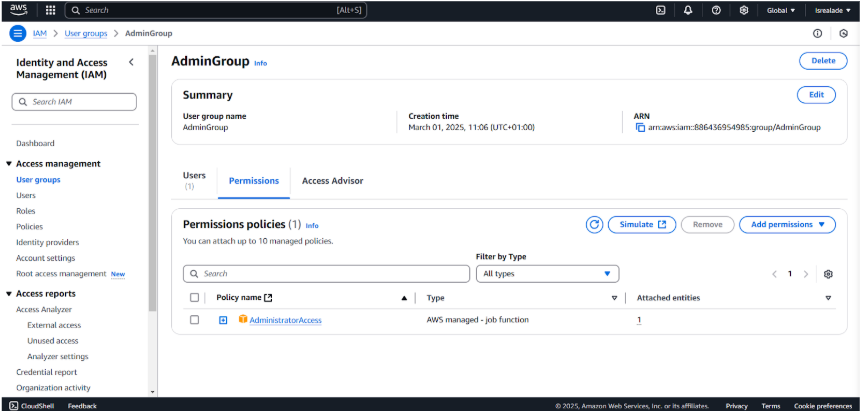 aws
Search [Alt+S]
Global Isrealade
IAM > User groups > AdminGroup
Identity and Access
Management (IAM)
Search IAM
Dashboard
Access management
User groups
Users
Roles
Policies
Identity providers
Account settings
Root access management New
Access reports
Access Analyzer
External access
Unused access
Analyzer settings
Credential report
Organization activity
AdminGroup Info
Delete
Summary
Edit
User group name
AdminGroup
Creation time
March 01, 2025, 11:06 (UTC+01:00)
ARN
arn:aws:iam::886436954985:group/AdminGroup
Users
(1)
Permissions
Access Advisor
Permissions policies (1) Info
You can attach up to 10 managed policies.
Simulate
Remove
Add permissions
Filter by Type
Search
All types
1
Policy name Type Attached entities
AdministratorAccess AWS managed - job function 1
CloudShell Feedback © 2025, Amazon Web Services, Inc. or its affiliates. Privacy Terms Cookie preferences